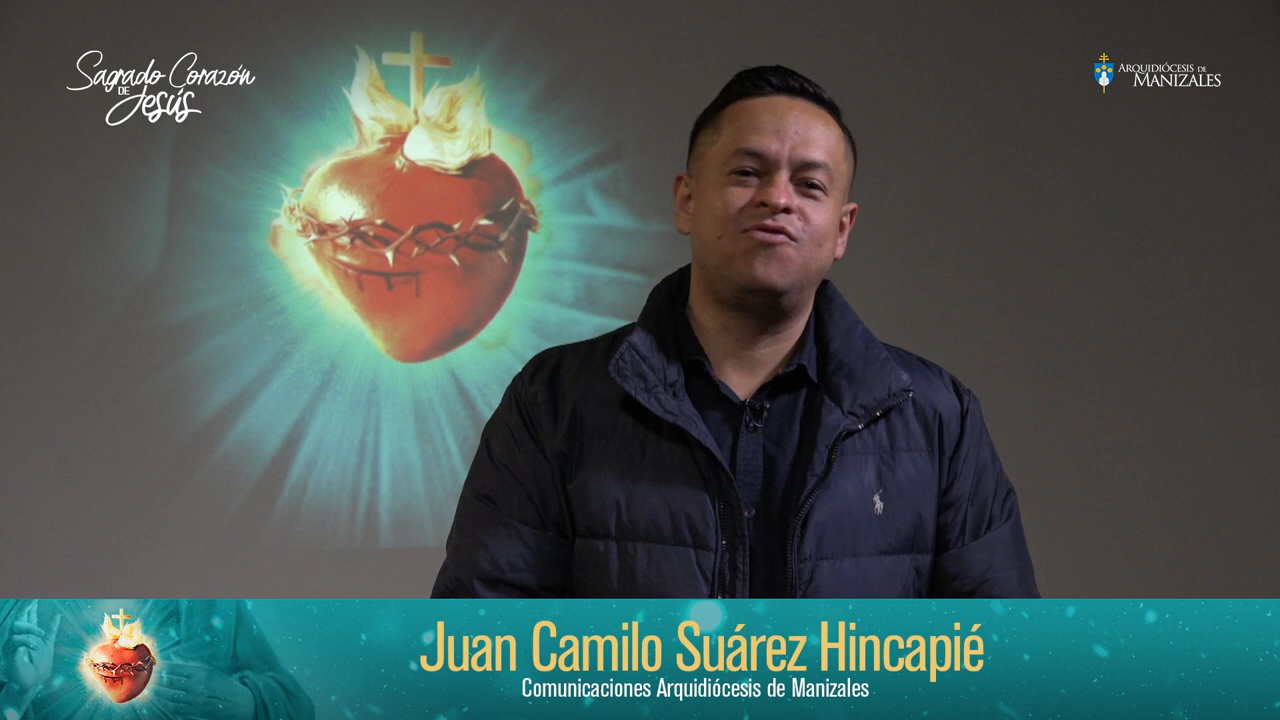 Sagrado Corazón
DE
Jesús
ARQUIDIÓCESIS DE
MANIZALES
Juan Camilo Suárez Hincapié
Comunicaciones Arquidiócesis de Manizales